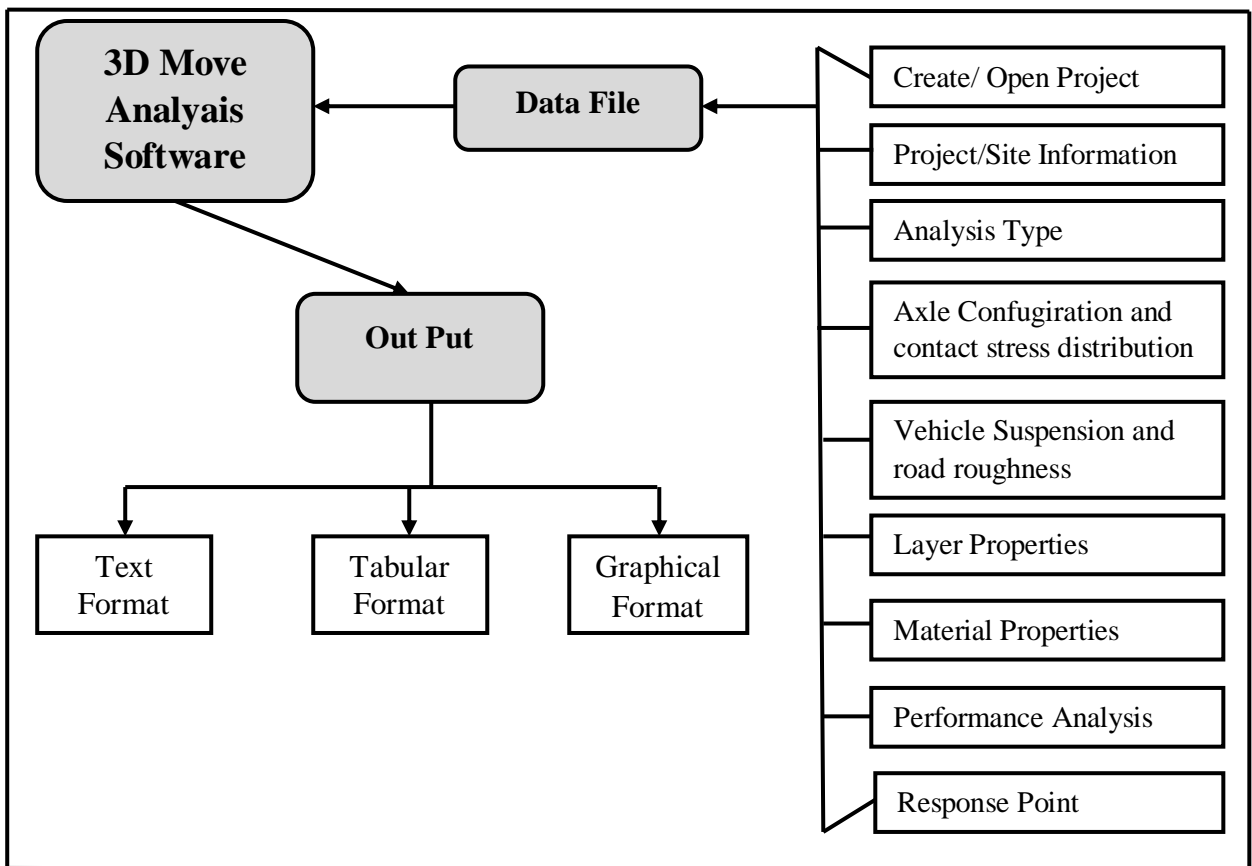 3D Move
Analyais
Software
Data File
Out Put
Text
Format
Tabular
Format
Graphical
Format
Create/ Open Project
Project/Site Information
Analysis Type
Axle Confugiration and
contact stress distribution
Vehicle Suspension and
road roughness
Layer Properties
Material Properties
Performance Analysis
Response Point